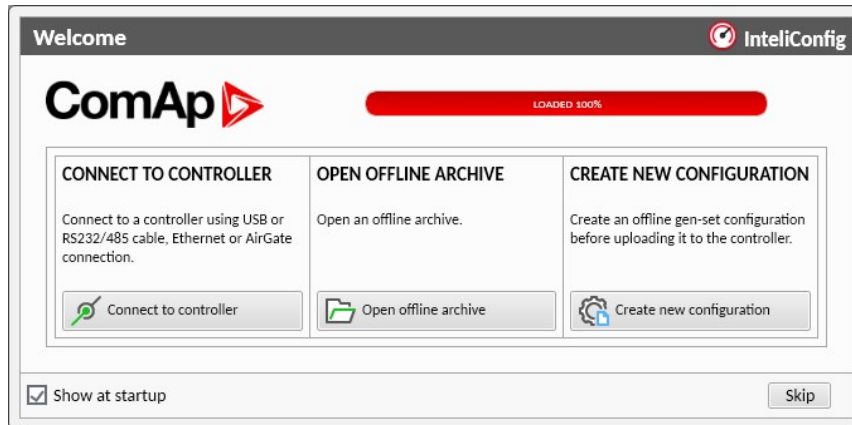 Welcome
InteliConfig
ComAp
LOADED 100%
CONNECT TO CONTROLLER
Connect to a controller using USB or
RS232/485 cable, Ethernet or AirGate
connection.
Connect to controller
OPEN OFFLINE ARCHIVE
Open an offline archive.
Open offline archive
CREATE NEW CONFIGURATION
Create an offline gen-set configuration
before uploading it to the controller.
Create new configuration
Show at startup
Skip